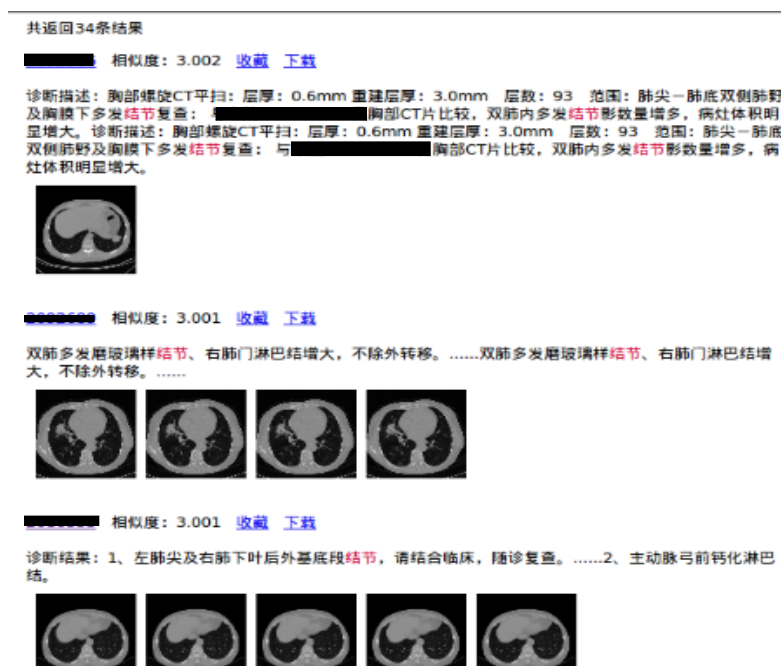 共返回34条结果
相似度：3.002 收藏 下载
诊断描述：胸部螺旋CT平扫：层厚：0.6mm 重建层厚：3.0mm 层数：93 范围：肺尖－肺底双侧肺野
及胸膜下多发结节复查： 胸部CT片比较，双肺内多发结节影数量增多，病灶体积明
显增大。诊断描述：胸部螺旋CT平扫：层厚：0.6mm 重建层厚：3.0mm 层数：93 范围：肺尖－肺底
双侧肺野及胸膜下多发结节复查： 与 胸部CT片比较，双肺内多发结节影数量增多，病
灶体积明显增大。
相似度：3.001 收藏 下载
双肺多发磨玻璃样结节、右肺门淋巴结增大，不除外转移。……双肺多发磨玻璃样结节、右肺门淋巴结增
大，不除外转移。……
相似度：3.001 收藏 下载
诊断结果：1、左肺尖及右肺下叶后外基底段结节，请结合临床，随诊复查。……2、主动脉弓前钙化淋巴
结。